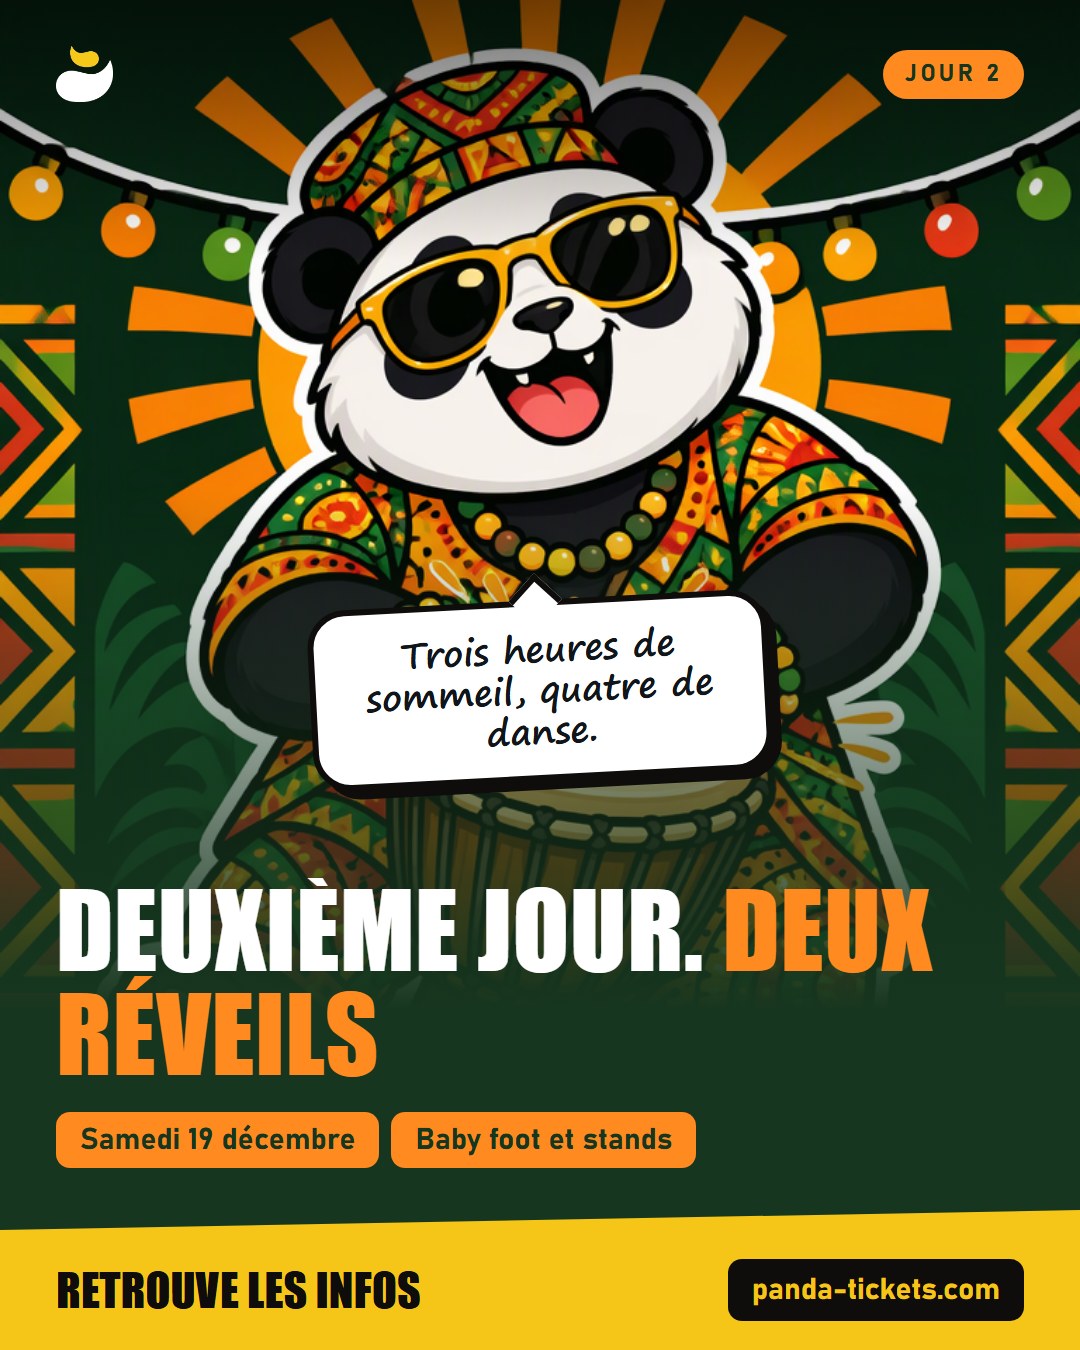 JOUR 2
Trois heures de
sommeil, quatre de
danse.
DEUXIÈME JOUR. DEUX
RÉVEILS
Samedi 19 décembre
Baby foot et stands
RETROUVE LES INFOS
panda-tickets.com